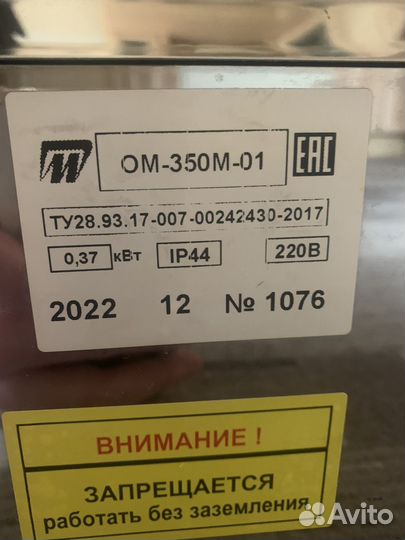 ОМ-350М-01
EAC
ТУ28.93.17-007-00242430-2017
0,37 кВт IP44 220В
2022 12 № 1076
ВНИМАНИЕ !
ЗАПРЕЩАЕТСЯ
работать без заземления
Avito